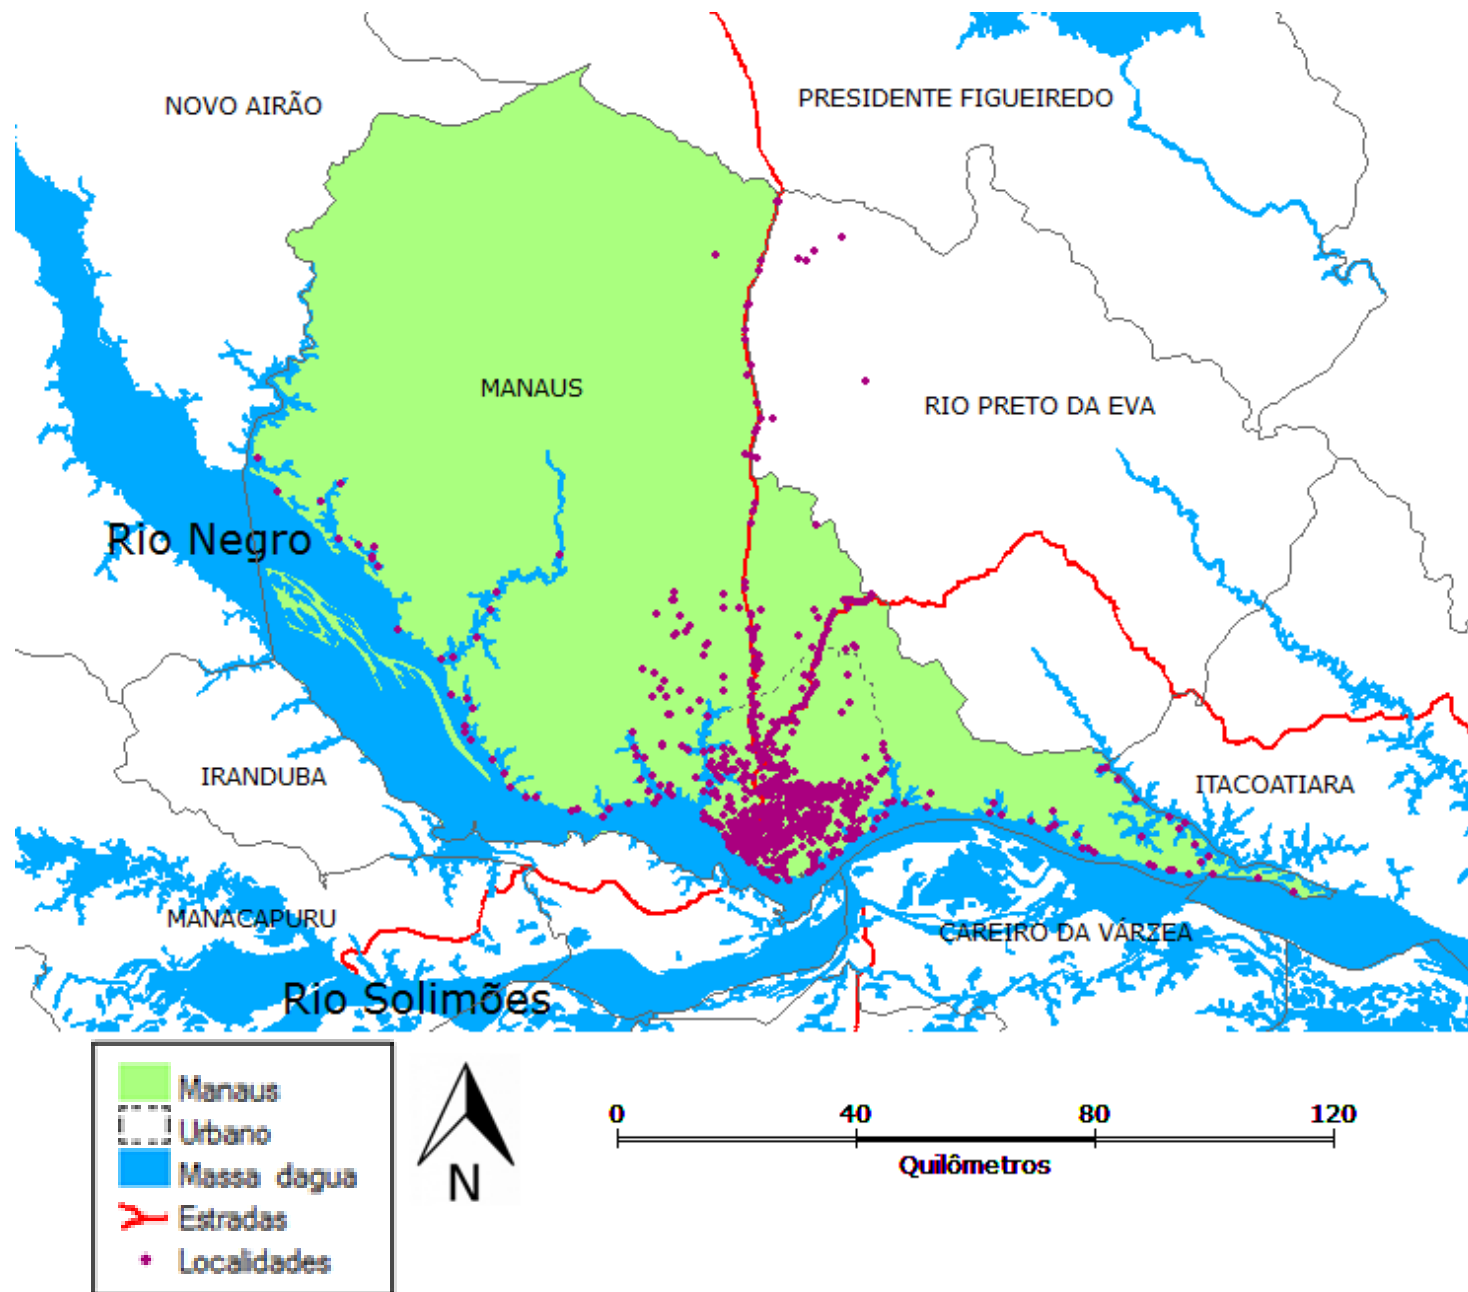 PRESIDENTE FIGUEIREDO
NOVO AIRÃO
MANAUS
RIO PRETO DA EVA
Rio Negro
IRANDUBA
ITACOATIARA
MANACAPURU
CAREIRO DA VÁRZEA
Rio Solimões
Manaus
Urbano
Massa dagua
Estradas
Localidades
N
0 40 80 120
Quilômetros